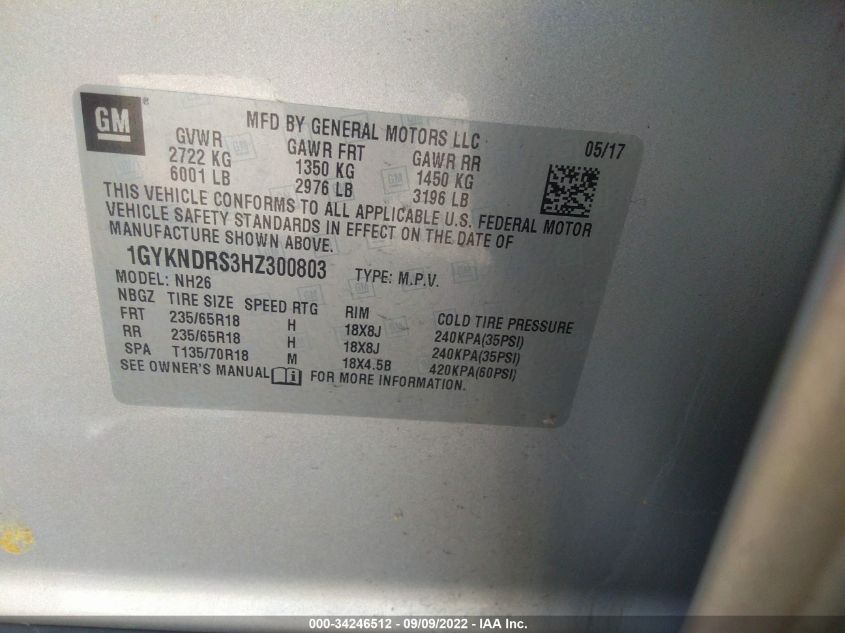 GM ®
MFD BY GENERAL MOTORS LLC 05/17
GVWR GAWR FRT GAWR RR
2722 KG 1350 KG 1450 KG
6001 LB 2976 LB 3196 LB
THIS VEHICLE CONFORMS TO ALL APPLICABLE U.S. FEDERAL MOTOR
VEHICLE SAFETY STANDARDS IN EFFECT ON THE DATE OF
MANUFACTURE SHOWN ABOVE.
1GYKNDRS3HZ300803 TYPE: M.P.V.
MODEL: NH26
NBGZ TIRE SIZE SPEED RTG RIM COLD TIRE PRESSURE
FRT 235/65R18 H 18X8J 240KPA(35PSI)
RR 235/65R18 H 18X8J 240KPA(35PSI)
SPA T135/70R18 M 18X4.5B 420KPA(60PSI)
SEE OWNER'S MANUAL i FOR MORE INFORMATION.
000-34246512 - 09/09/2022 - IAA Inc.